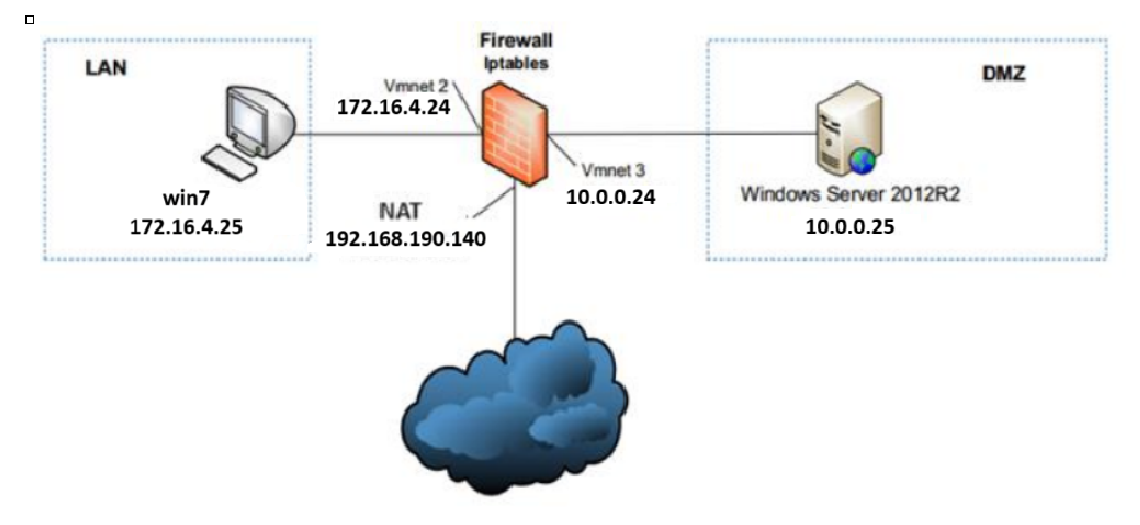 Firewall
Iptables
LAN
DMZ
Vmnet 2
172.16.4.24
Vmnet 3
10.0.0.24
win7
172.16.4.25
NAT
192.168.190.140
Windows Server 2012R2
10.0.0.25